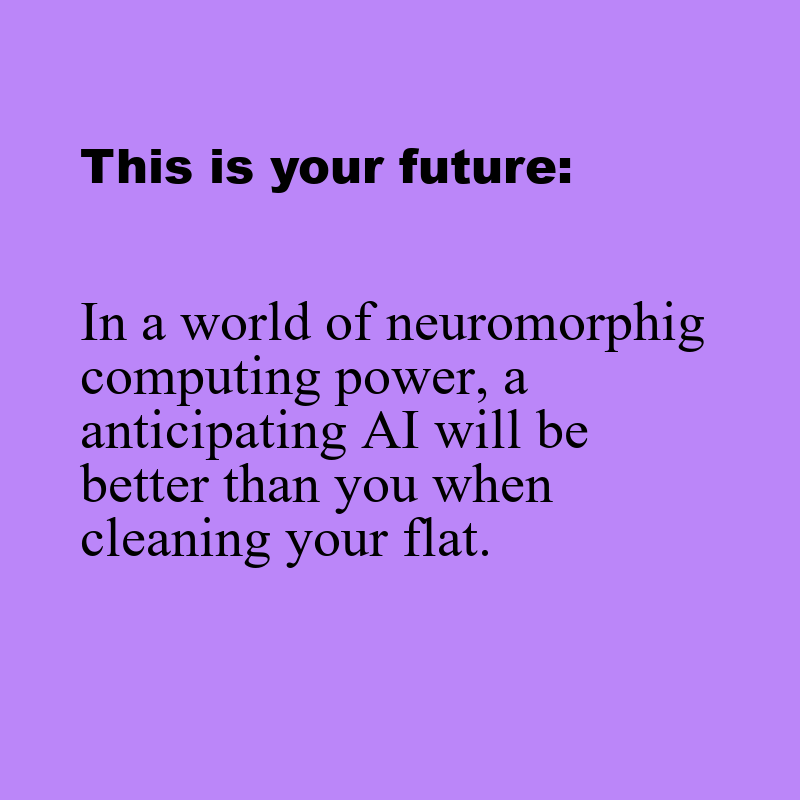 This is your future:
In a world of neuromorphig
computing power, a
anticipating AI will be
better than you when
cleaning your flat.